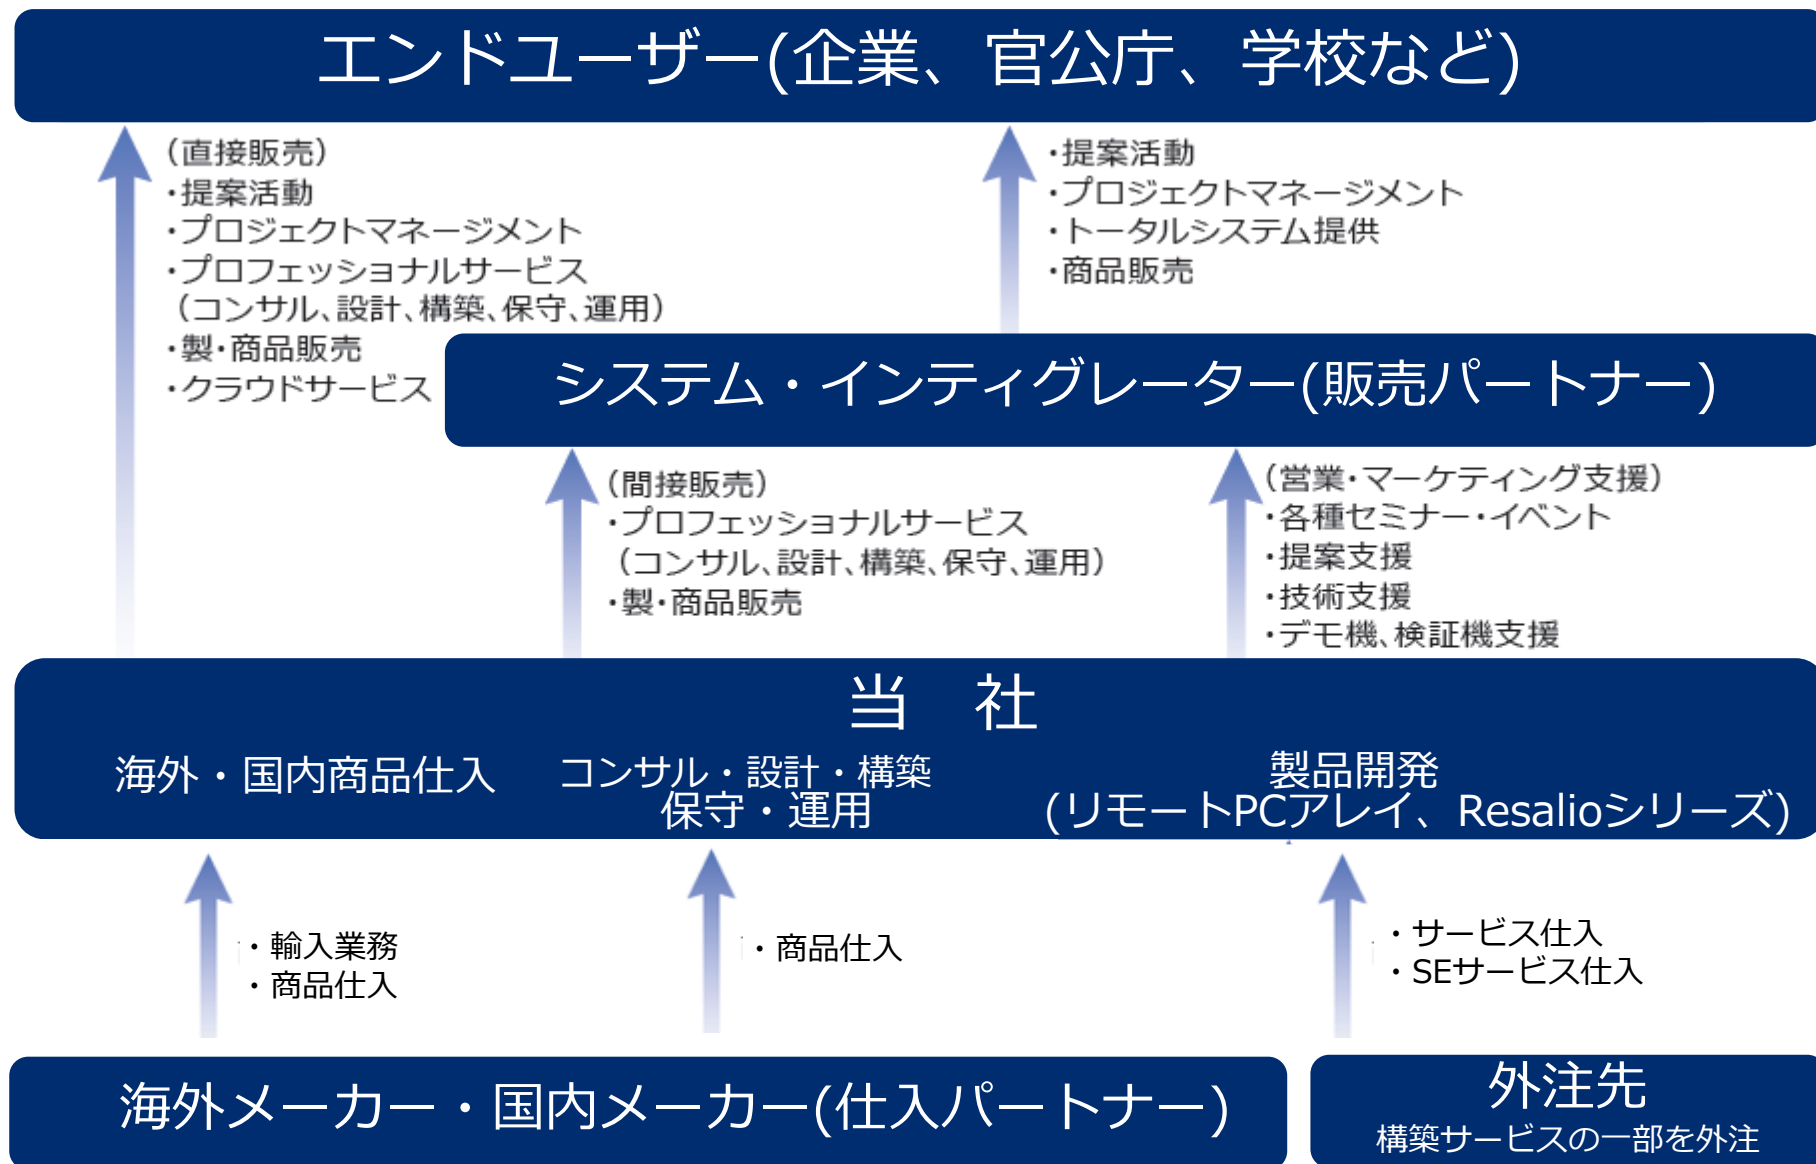 エンドユーザー(企業、官公庁、学校など)
（直接販売）
・提案活動
・プロジェクトマネージメント
・プロフェッショナルサービス
（コンサル、設計、構築、保守、運用）
・製・商品販売
・クラウドサービス
・提案活動
・プロジェクトマネージメント
・トータルシステム提供
・商品販売
システム・インティグレーター(販売パートナー)
（間接販売）
・プロフェッショナルサービス
（コンサル、設計、構築、保守、運用）
・製・商品販売
（営業・マーケティング支援）
・各種セミナー・イベント
・提案支援
・技術支援
・デモ機、検証機支援
当　社
海外・国内商品仕入
コンサル・設計・構築
保守・運用
製品開発
(リモートPCアレイ、Resalioシリーズ)
・輸入業務
・商品仕入
・商品仕入
・サービス仕入
・SEサービス仕入
海外メーカー・国内メーカー(仕入パートナー)
外注先
構築サービスの一部を外注